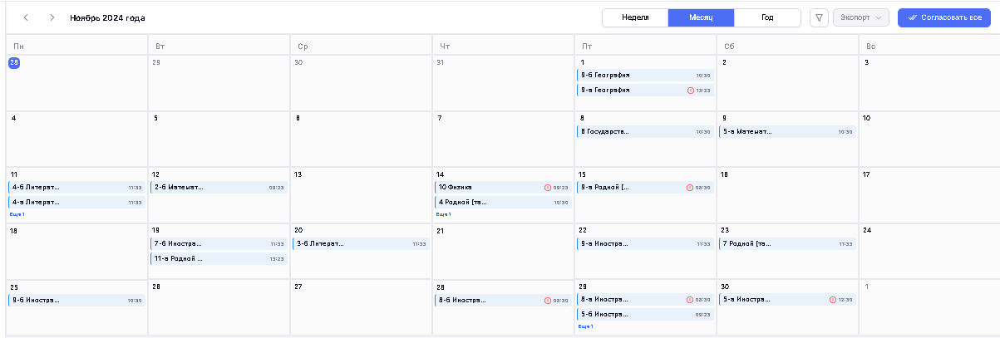 Ноябрь 2024 года
Неделя Месяц Год Экспорт Согласовать все
Пн Вт Ср Чт Пт Сб Вс
28 29 30 31 1 2 3
9-б География 10:30
9-а География 13:23
4 5 6 7 8 9 10
8 Государств... 10:30 5-а Математ... 10:30
11 12 13 14 15 16 17
4-б Литерат... 11:33 2-б Математ... 09:23 10 Физика 09:23 9-а Родной (... 08:30
4-а Литерат... 11:33 4 Родной (та... 10:30
Еще 1 Еще 1
18 19 20 21 22 23 24
7-б Иностра... 11:33 3-б Литерат... 11:33 9-а Иностра... 11:33 7 Родной (та... 11:33
11-а Родной ... 13:23
25 26 27 28 29 30 1
9-б Иностра... 10:30 8-б Иностра... 08:30 8-а Иностра... 08:30 5-а Иностра... 12:30
5-б Иностра... 09:23
Еще 1